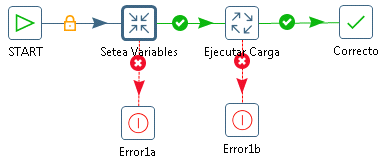 START
Setea Variables
Ejecutar Carga
Correcto
Error1a
Error1b